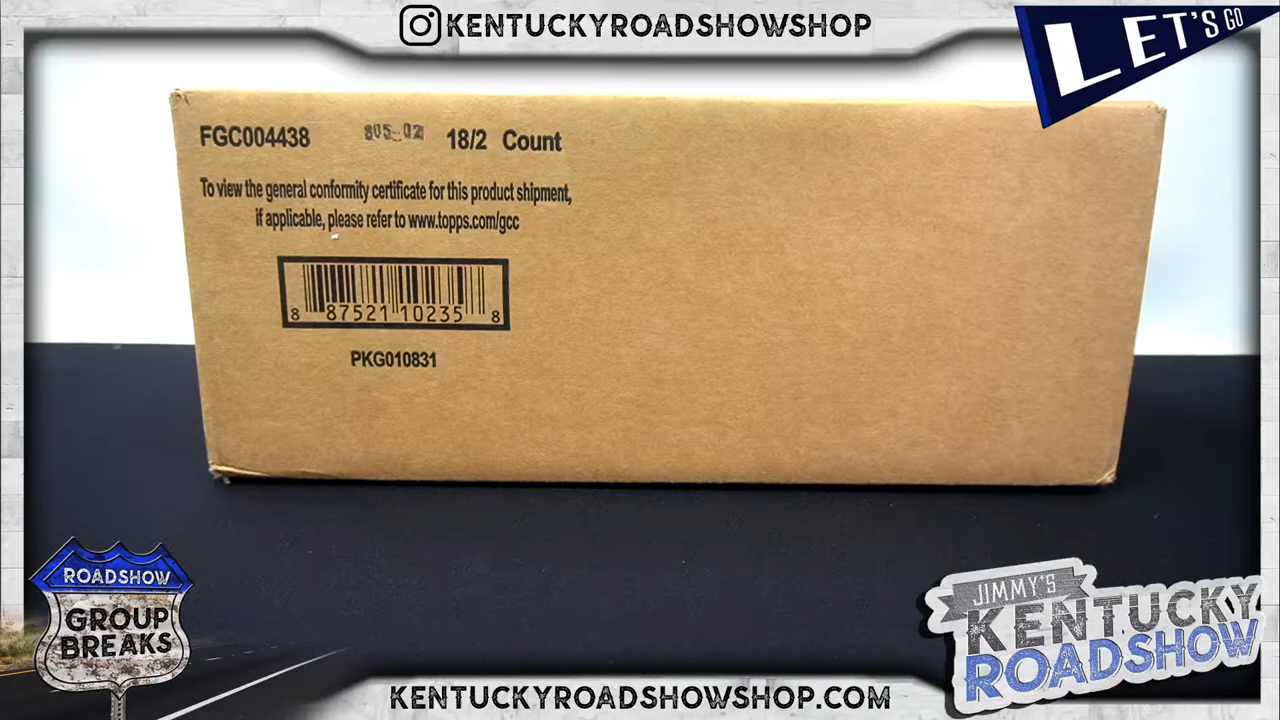 KENTUCKYROADSHOWSHOP
LET'S GO
FGC004438 18/2 Count
To view the general conformity certificate for this product shipment,
if applicable, please refer to www.topps.com/gcc
8 87521 10235 8
PKG010831
ROADSHOW
GROUP
BREAKS
JIMMY'S
KENTUCKY
ROADSHOW
KENTUCKYROADSHOWSHOP.COM